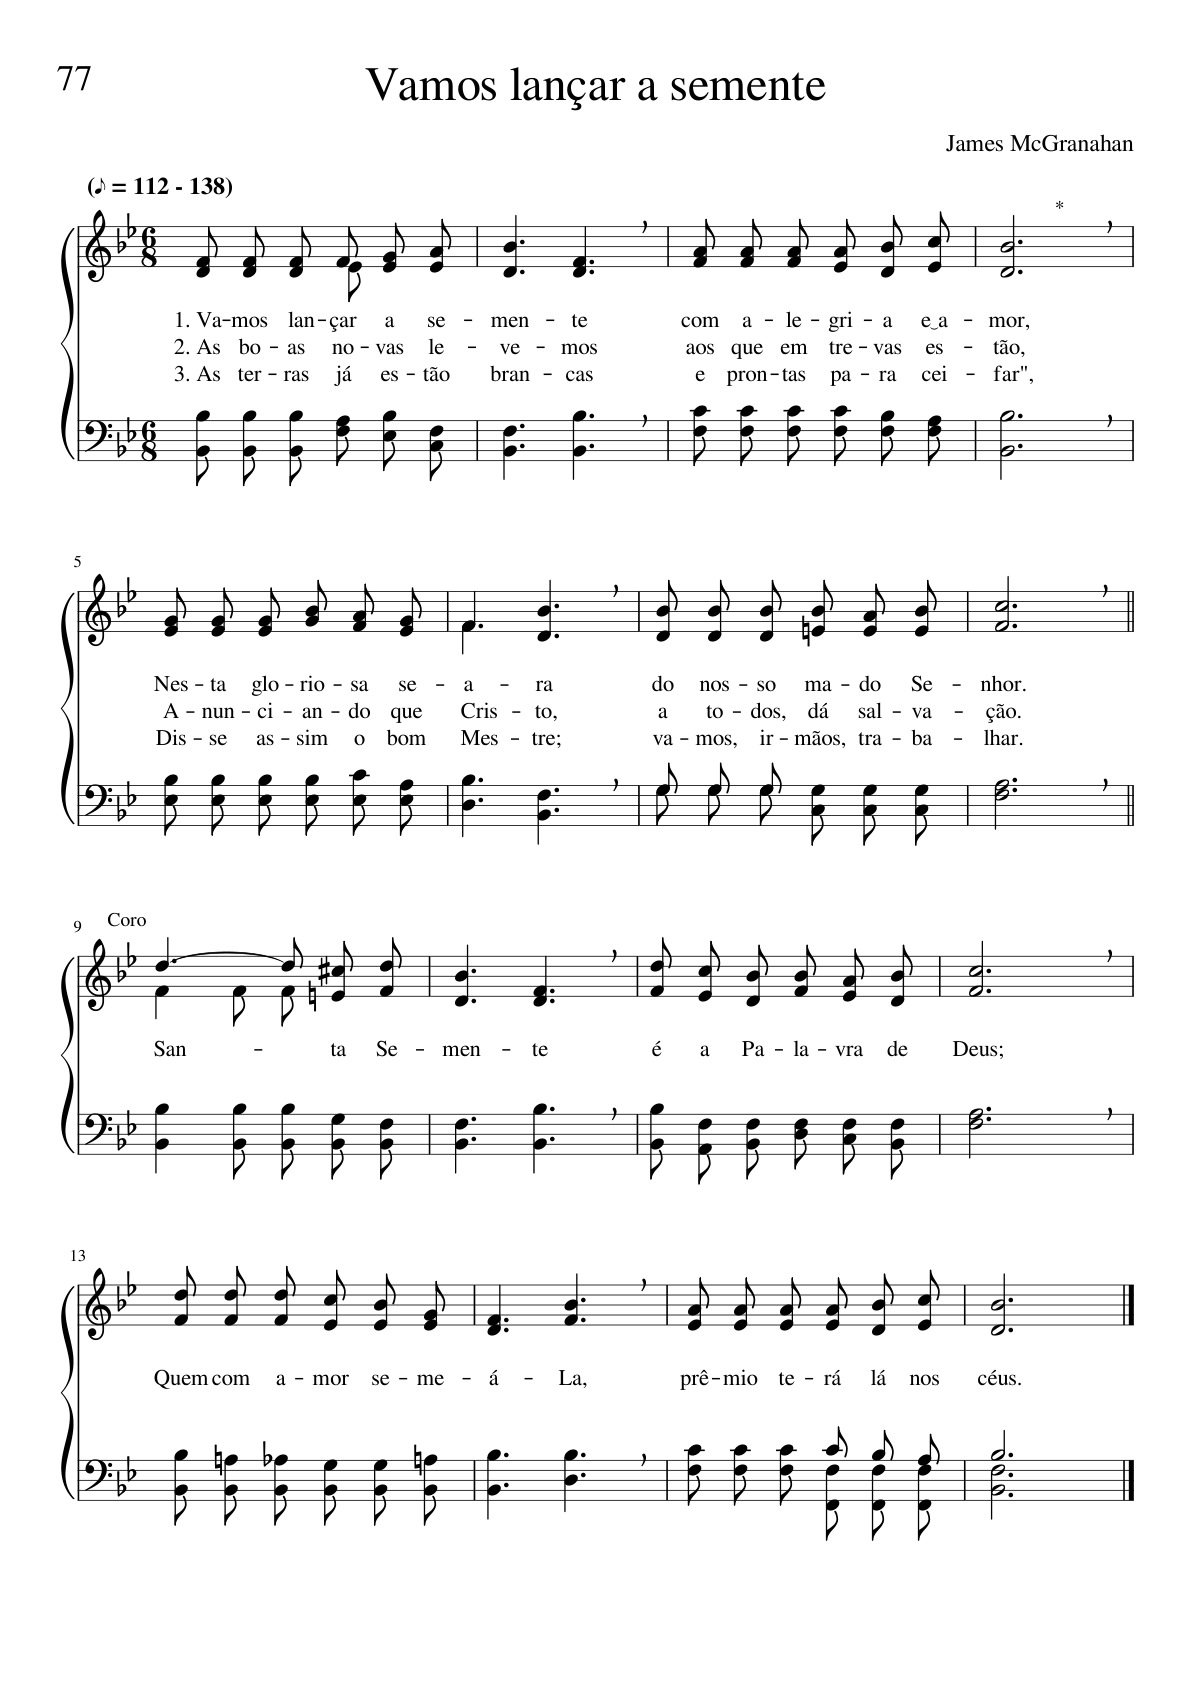 77
Vamos lançar a semente
James McGranahan
(♪ = 112 - 138)
*
6 8
1. Va – mos lan – çar a se – men – te com a – le – gri – a e‿a – mor,
2. As bo – as no – vas le – ve – mos aos que em tre – vas es – tão,
3. As ter – ras já es – tão bran – cas e pron – tas pa – ra cei – far",
6 8
5
Nes – ta glo – rio – sa se – a – ra do nos – so ma – do Se – nhor.
A – nun – ci – an – do que Cris – to, a to – dos, dá sal – va – ção.
Dis – se as – sim o bom Mes – tre; va – mos, ir – mãos, tra – ba – lhar.
9 Coro
San – ta Se – men – te é a Pa – la – vra de Deus;
13
Quem com a – mor se – me – á – La, prê – mio te – rá lá nos céus.